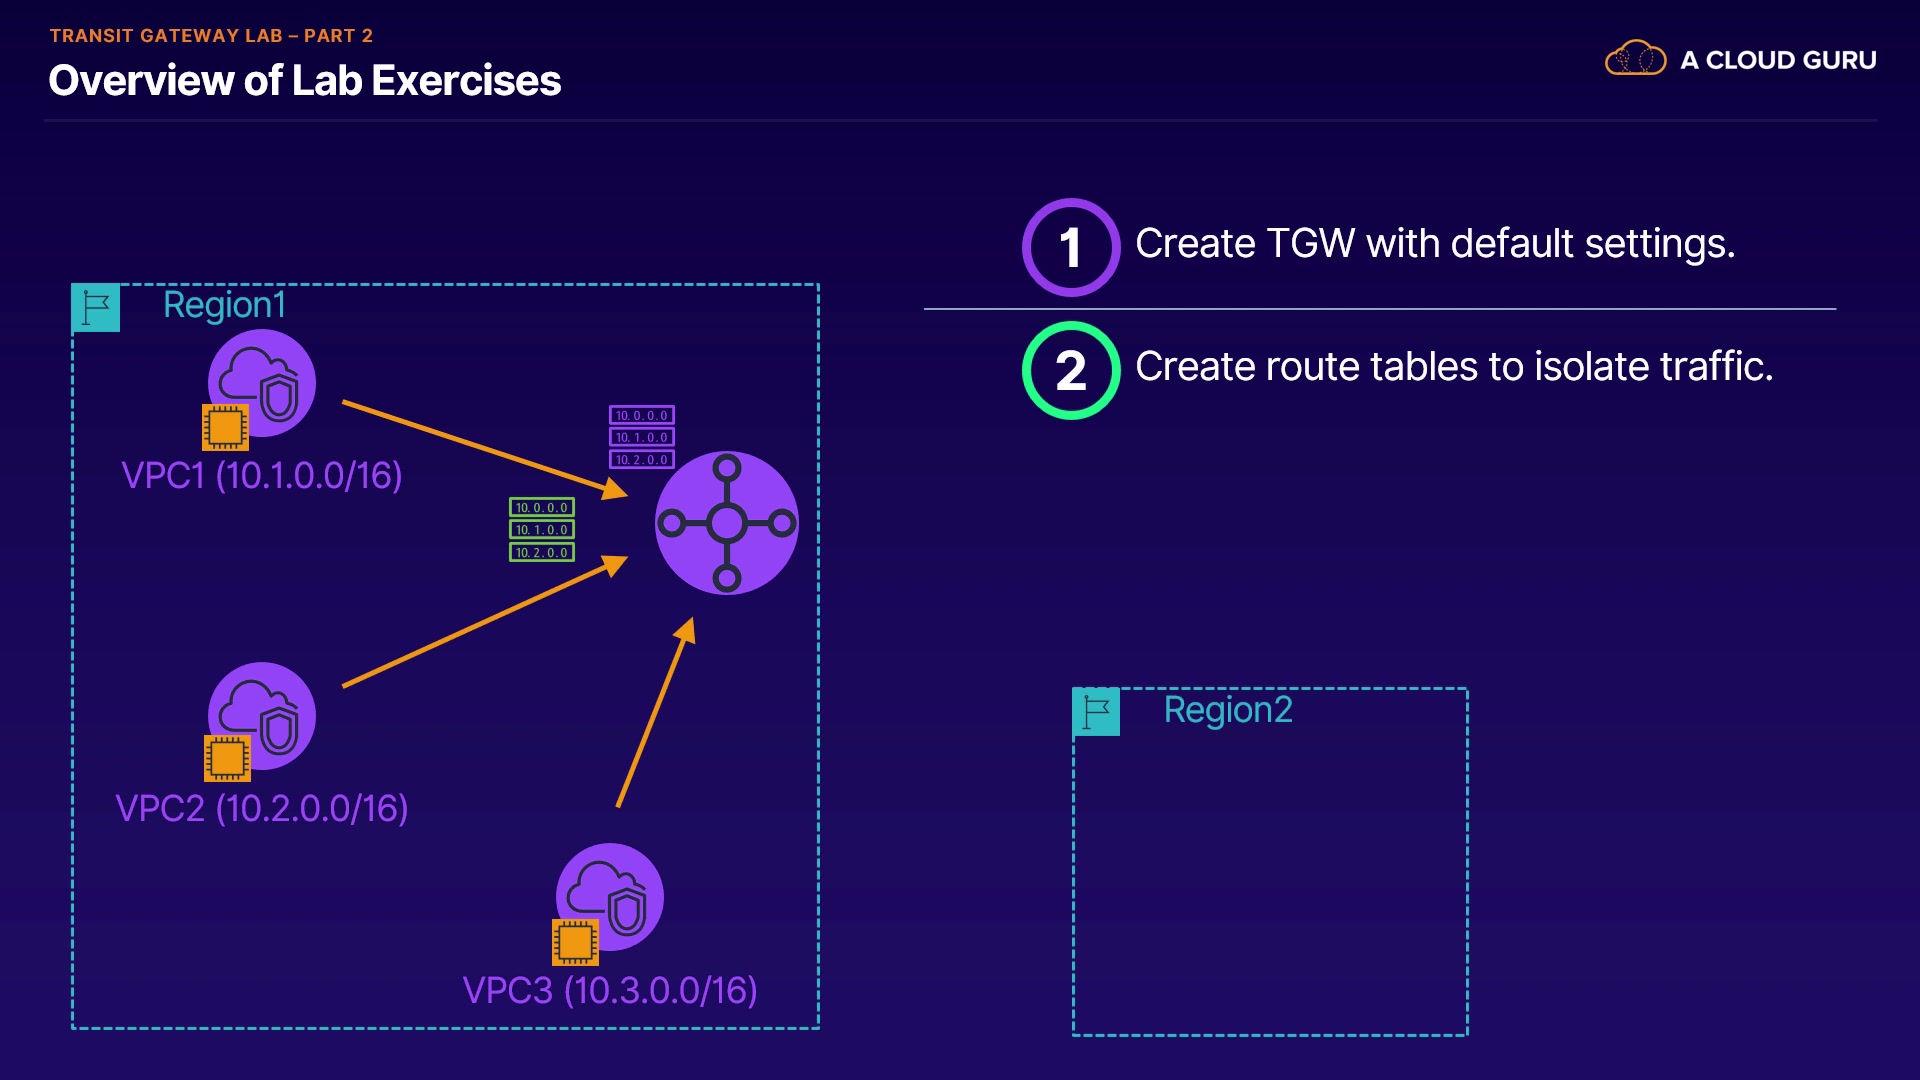 TRANSIT GATEWAY LAB – PART 2
Overview of Lab Exercises
A CLOUD GURU
1 Create TGW with default settings.
2 Create route tables to isolate traffic.
Region1
VPC1 (10.1.0.0/16)
10.0.0.0
10.1.0.0
10.2.0.0
10.0.0.0
10.1.0.0
10.2.0.0
VPC2 (10.2.0.0/16)
VPC3 (10.3.0.0/16)
Region2